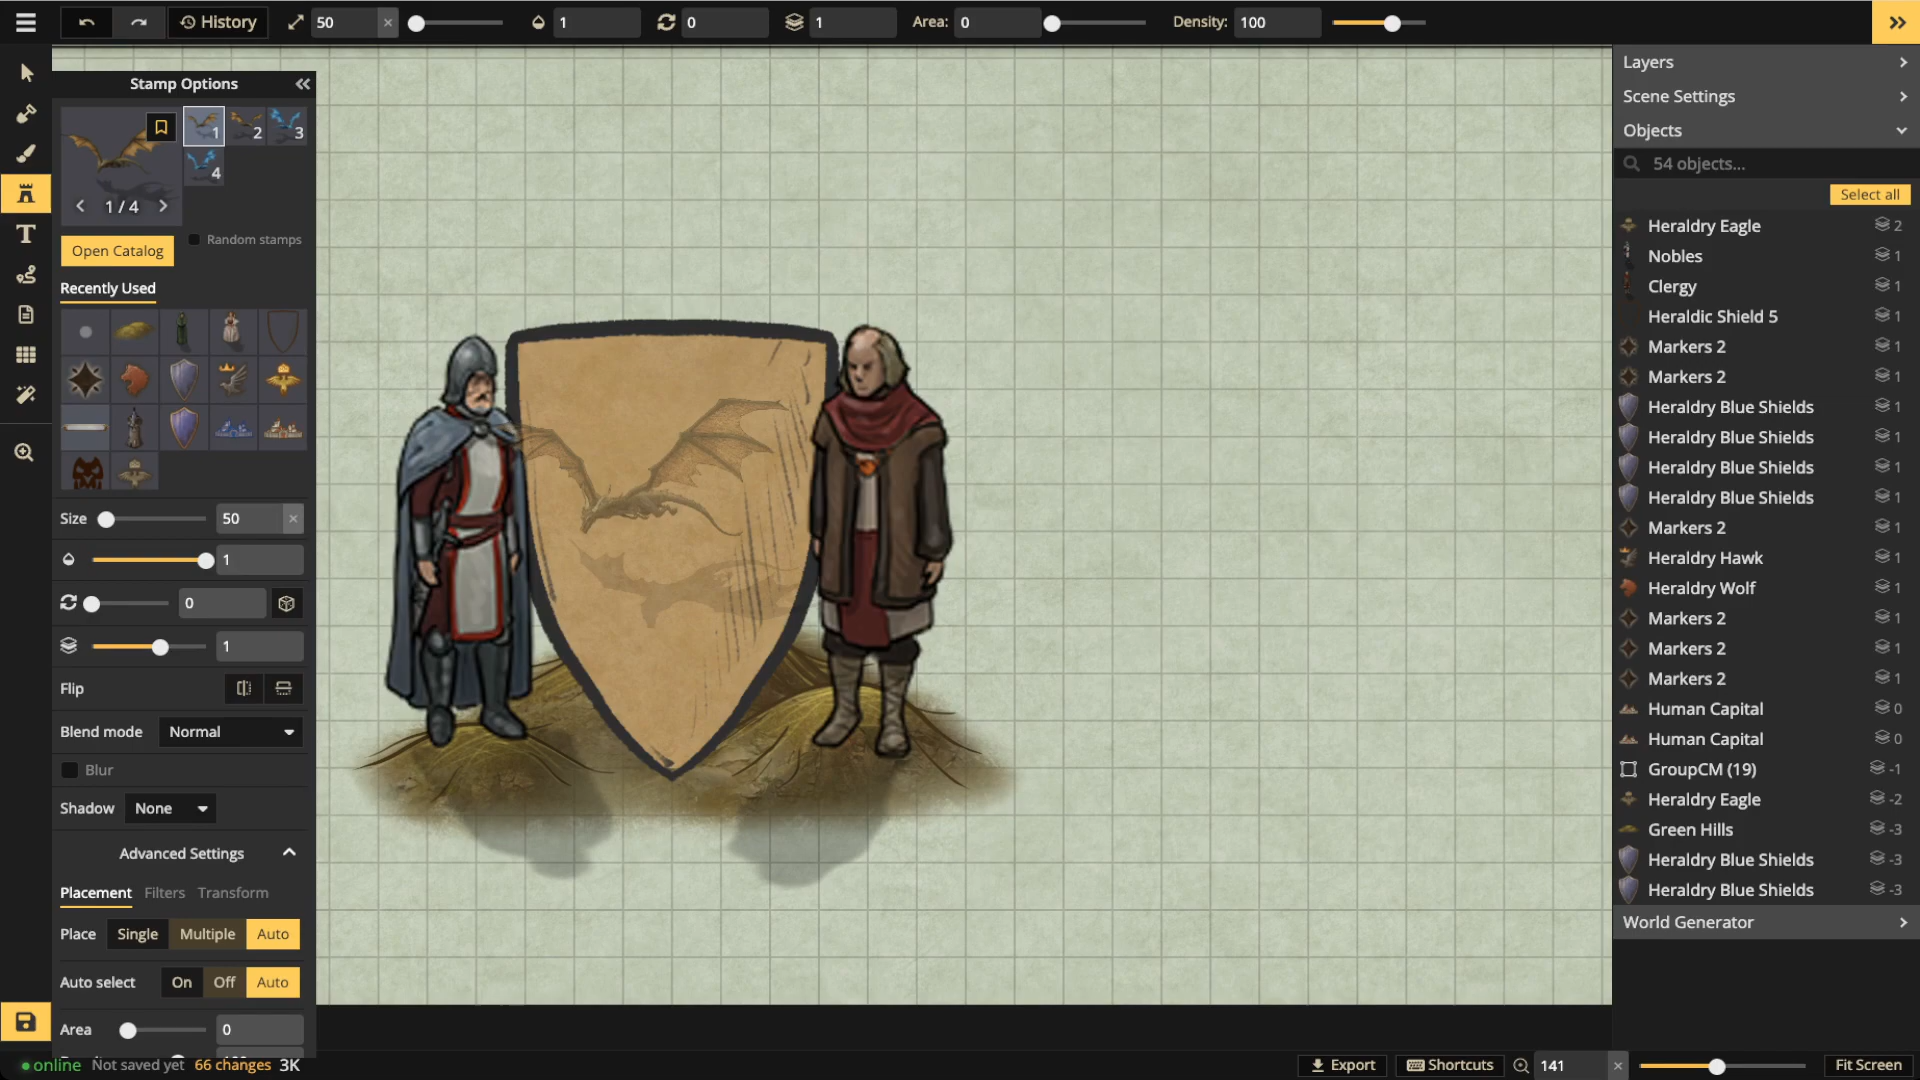 History 50 × 1 0 1 Area: 0 Density: 100
Stamp Options
1 2 3
4
1 / 4
Random stamps
Open Catalog
Recently Used
Size 50 ×
1
0
1
Flip
Blend mode Normal
Blur
Shadow None
Advanced Settings
Placement Filters Transform
Place Single Multiple Auto
Auto select On Off Auto
Area 0
online Not saved yet 66 changes 3K
Layers
Scene Settings
Objects
54 objects...
Select all
Heraldry Eagle 2
Nobles 1
Clergy 1
Heraldic Shield 5 1
Markers 2 1
Markers 2 1
Heraldry Blue Shields 1
Heraldry Blue Shields 1
Heraldry Blue Shields 1
Heraldry Blue Shields 1
Markers 2 1
Heraldry Hawk 1
Heraldry Wolf 1
Markers 2 1
Markers 2 1
Markers 2 1
Human Capital 0
Human Capital 0
GroupCM (19) -1
Heraldry Eagle -2
Green Hills -3
Heraldry Blue Shields -3
Heraldry Blue Shields -3
World Generator
Export Shortcuts 141 × Fit Screen